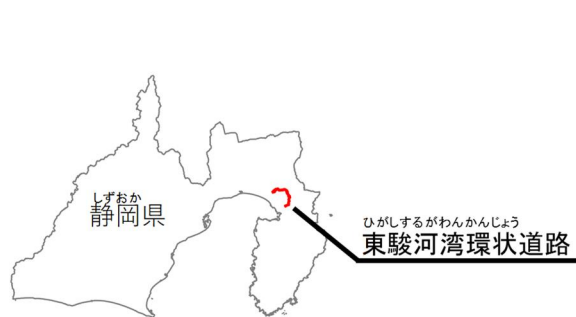 しずおか
静岡県
ひがしするがわんかんじょう
東駿河湾環状道路